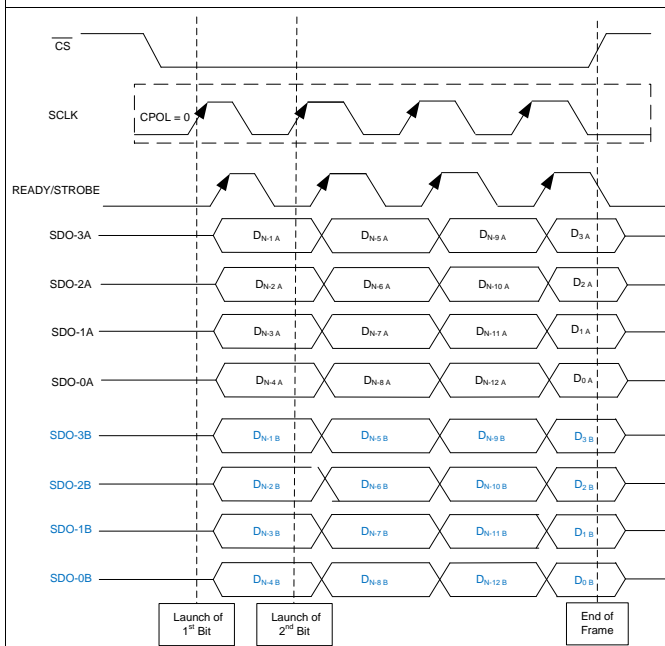 CS
SCLK
CPOL = 0
READY/STROBE
SDO-3A DN-1 A DN-5 A DN-9 A D3 A
SDO-2A DN-2 A DN-6 A DN-10 A D2 A
SDO-1A DN-3 A DN-7 A DN-11 A D1 A
SDO-0A DN-4 A DN-8 A DN-12 A D0 A
SDO-3B DN-1 B DN-5 B DN-9 B D3 B
SDO-2B DN-2 B DN-6 B DN-10 B D2 B
SDO-1B DN-3 B DN-7 B DN-11 B D1 B
SDO-0B DN-4 B DN-8 B DN-12 B D0 B
Launch of
1st Bit
Launch of
2nd Bit
End of
Frame